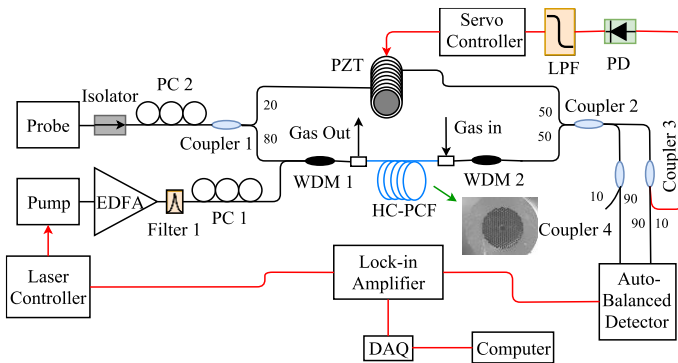 Servo
Controller
LPF
PD
PZT
PC 2
Isolator
Probe
20
80
Coupler 1
Gas Out
Gas in
50
50
Coupler 2
Coupler 3
WDM 1
WDM 2
HC-PCF
Pump
EDFA
Filter 1
PC 1
10
90
90
10
Coupler 4
Laser
Controller
Lock-in
Amplifier
Auto-
Balanced
Detector
DAQ
Computer